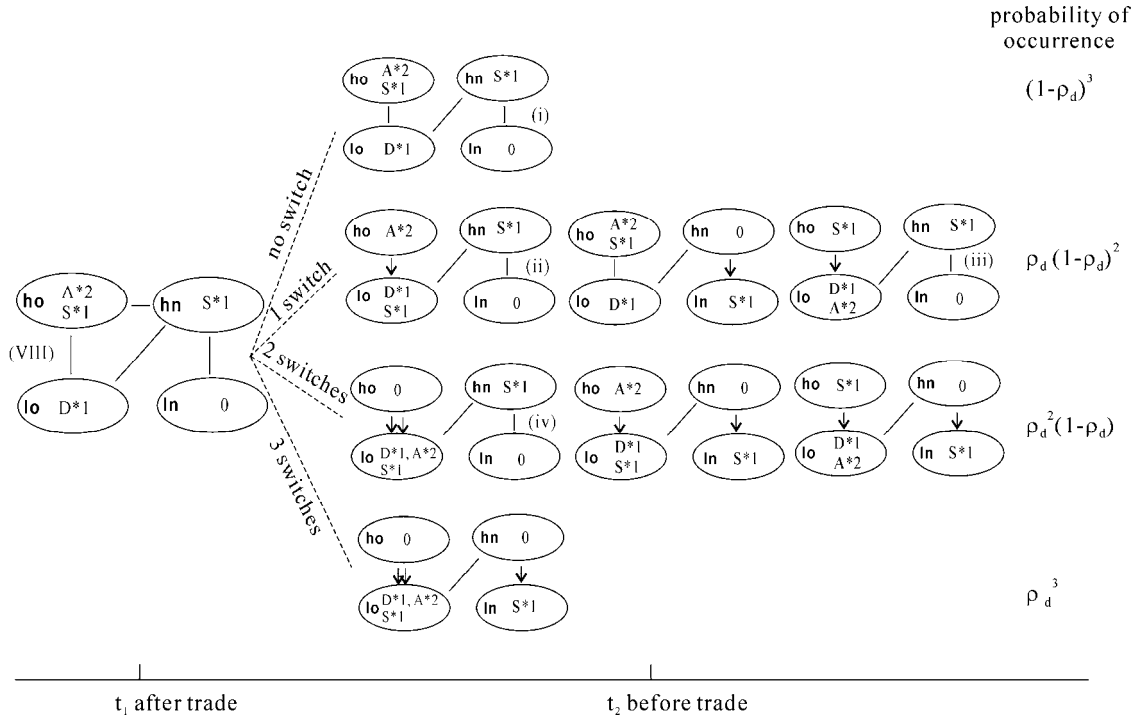 probability of
occurrence
ho A*2
S*1
hn S*1
(i)
lo D*1
ln 0
(1-ρd)^3
no switch
ho A*2
hn S*1
(ii)
lo D*1
S*1
ln 0
ho A*2
S*1
hn 0
lo D*1
ln S*1
ho S*1
hn S*1
(iii)
lo D*1
A*2
ln 0
ρd (1-ρd)^2
1 switch
ho A*2
S*1
hn S*1
(VIII)
lo D*1
ln 0
2 switches
ho 0
hn S*1
(iv)
lo D*1, A*2
S*1
ln 0
ho A*2
hn 0
lo D*1
S*1
ln S*1
ho S*1
hn 0
lo D*1
A*2
ln S*1
ρd^2(1-ρd)
3 switches
ho 0
hn 0
lo D*1, A*2
S*1
ln S*1
ρd^3
t1 after trade
t2 before trade